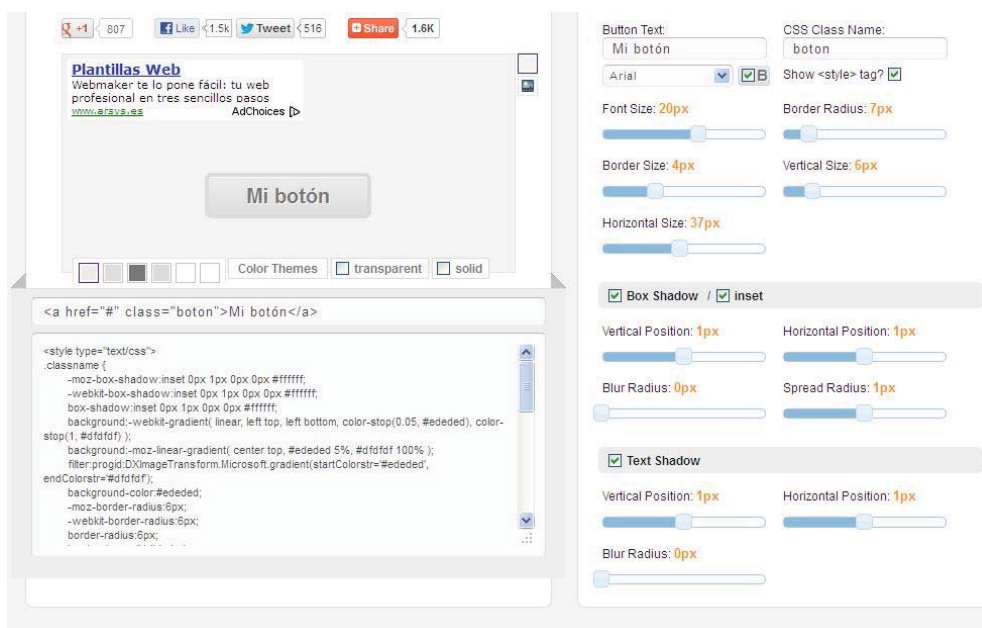 +1 807 Like 1.5k Tweet 516 Share 1.6K
Plantillas Web
Webmaker te lo pone fácil: tu web
profesional en tres sencillos pasos
www.arsys.es AdChoices
Mi botón
Color Themes transparent solid
<a href="#" class="boton">Mi botón</a>
<style type="text/css">
.classname {
-moz-box-shadow:inset 0px 1px 0px 0px #ffffff;
-webkit-box-shadow:inset 0px 1px 0px 0px #ffffff;
box-shadow:inset 0px 1px 0px 0px #ffffff;
background:-webkit-gradient( linear, left top, left bottom, color-stop(0.05, #ededed), color-
stop(1, #dfdfdf) );
background:-moz-linear-gradient( center top, #ededed 5%, #dfdfdf 100% );
filter:progid:DXImageTransform.Microsoft.gradient(startColorstr='#ededed',
endColorstr='#dfdfdf');
background-color:#ededed;
-moz-border-radius:6px;
-webkit-border-radius:6px;
border-radius:6px;
Button Text: CSS Class Name:
Mi botón boton
Arial B Show <style> tag?
Font Size: 20px Border Radius: 7px
Border Size: 4px Vertical Size: 6px
Horizontal Size: 37px
Box Shadow / inset
Vertical Position: 1px Horizontal Position: 1px
Blur Radius: 0px Spread Radius: 1px
Text Shadow
Vertical Position: 1px Horizontal Position: 1px
Blur Radius: 0px